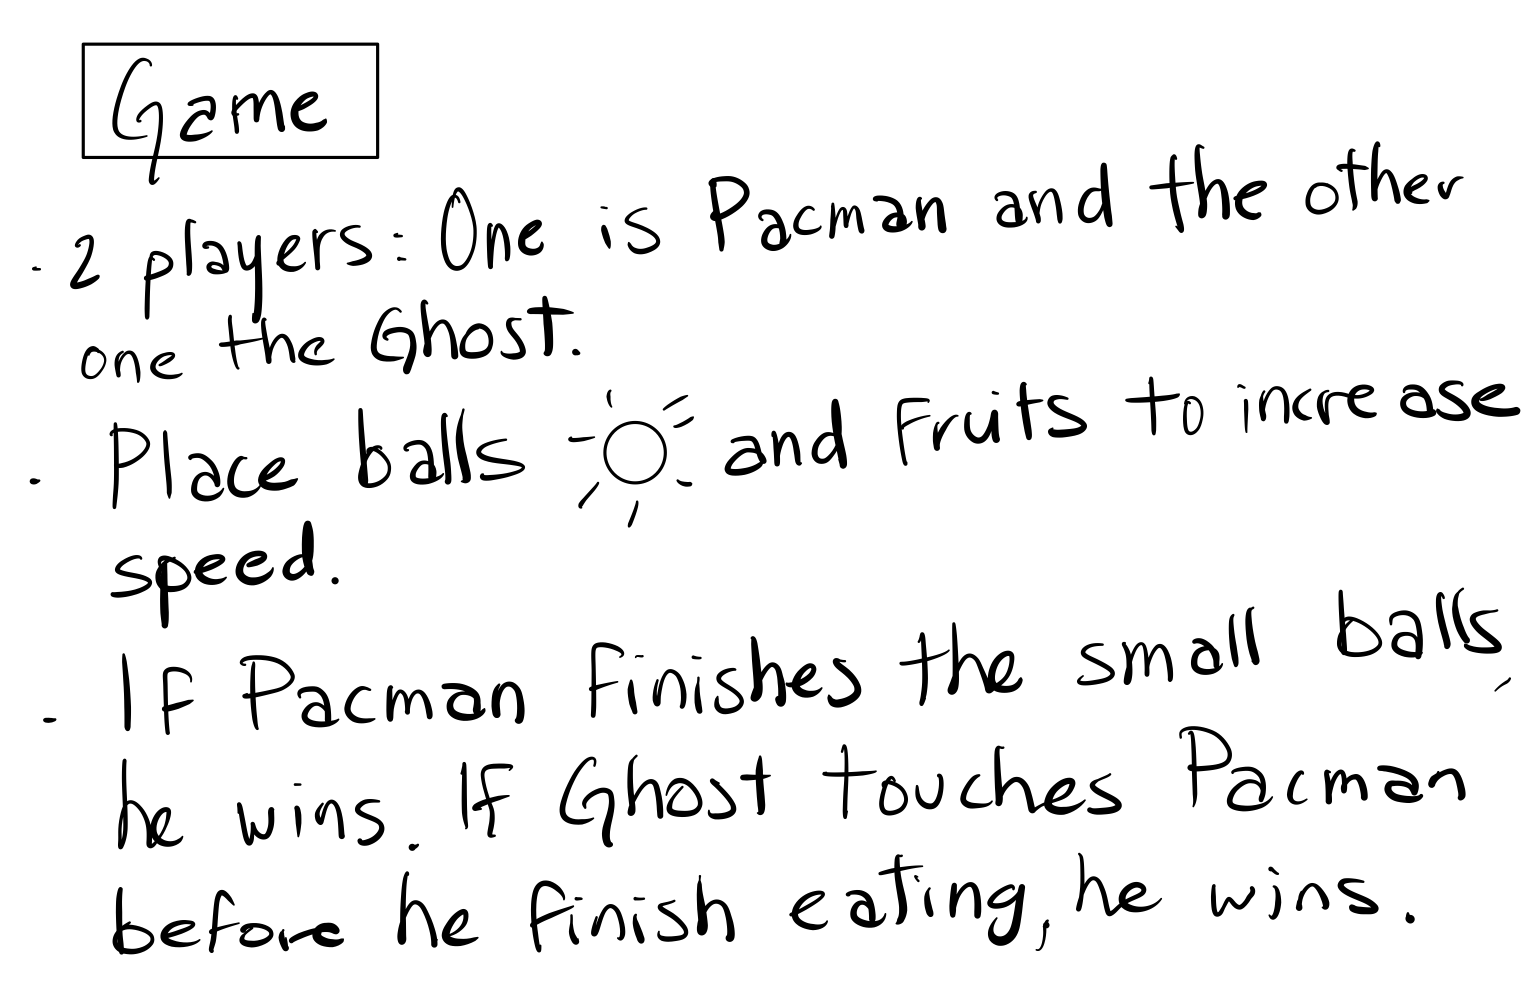 Game
· 2 players: One is Pacman and the other
one the Ghost.
· Place balls and Fruits to increase
speed.
- If Pacman Finishes the small balls,
he wins. If Ghost touches Pacman
before he finish eating, he wins.